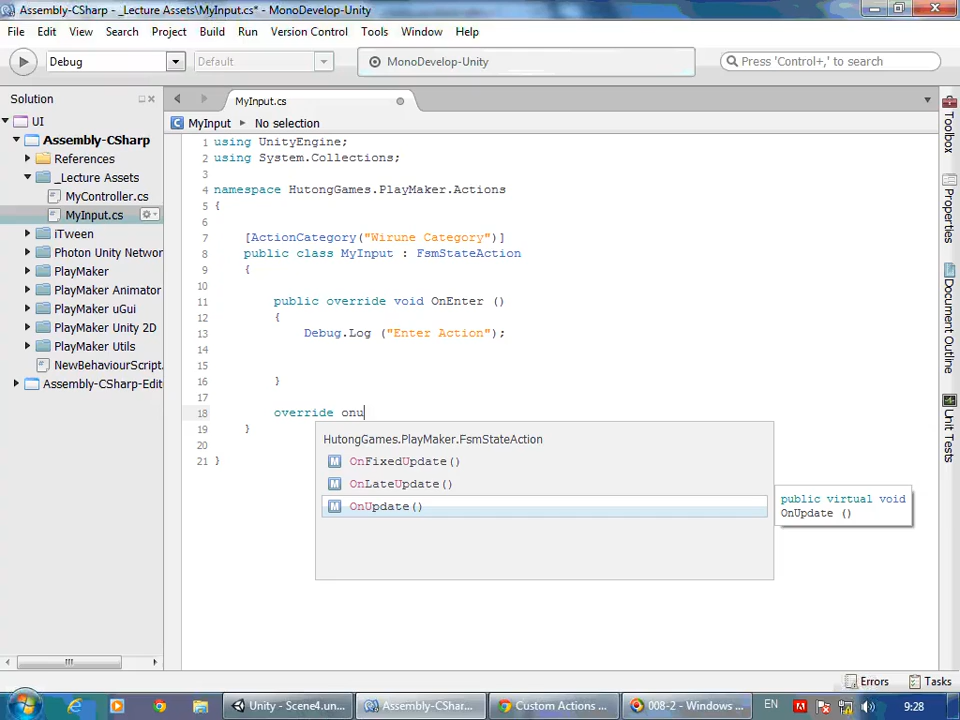 Assembly-CSharp - _Lecture Assets\MyInput.cs* - MonoDevelop-Unity
File Edit View Search Project Build Run Version Control Tools Window Help
Debug Default MonoDevelop-Unity Press 'Control+,' to search
Solution
MyInput.cs
UI
MyInput No selection
Assembly-CSharp
References
_Lecture Assets
MyController.cs
MyInput.cs
iTween
Photon Unity Networ
PlayMaker
PlayMaker Animator
PlayMaker uGui
PlayMaker Unity 2D
PlayMaker Utils
NewBehaviourScript.
Assembly-CSharp-Edit
1 using UnityEngine;
2 using System.Collections;
3
4 namespace HutongGames.PlayMaker.Actions
5 {
6
7 [ActionCategory("Wirune Category")]
8 public class MyInput : FsmStateAction
9 {
10
11 public override void OnEnter ()
12 {
13 Debug.Log ("Enter Action");
14
15
16 }
17
18 override onu
19 }
20
21 }
HutongGames.PlayMaker.FsmStateAction
OnFixedUpdate()
OnLateUpdate()
OnUpdate()
public virtual void
OnUpdate ()
Toolbox
Properties
Document Outline
Unit Tests
Errors Tasks
Unity - Scene4.un... Assembly-CShar... Custom Actions ... 008-2 - Windows ... EN 9:28